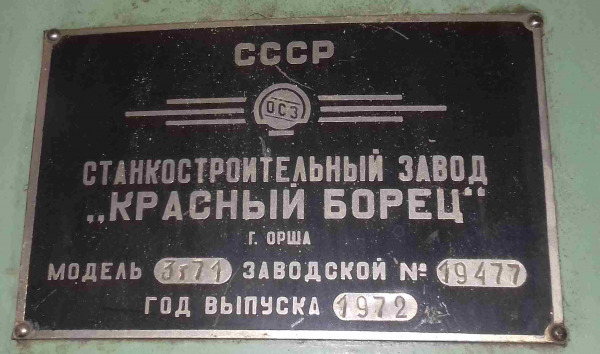 СССР
ОСЗ
СТАНКОСТРОИТЕЛЬНЫЙ ЗАВОД
„КРАСНЫЙ БОРЕЦ“
Г. ОРША
МОДЕЛЬ 3г71 ЗАВОДСКОЙ № 19477
ГОД ВЫПУСКА 1972